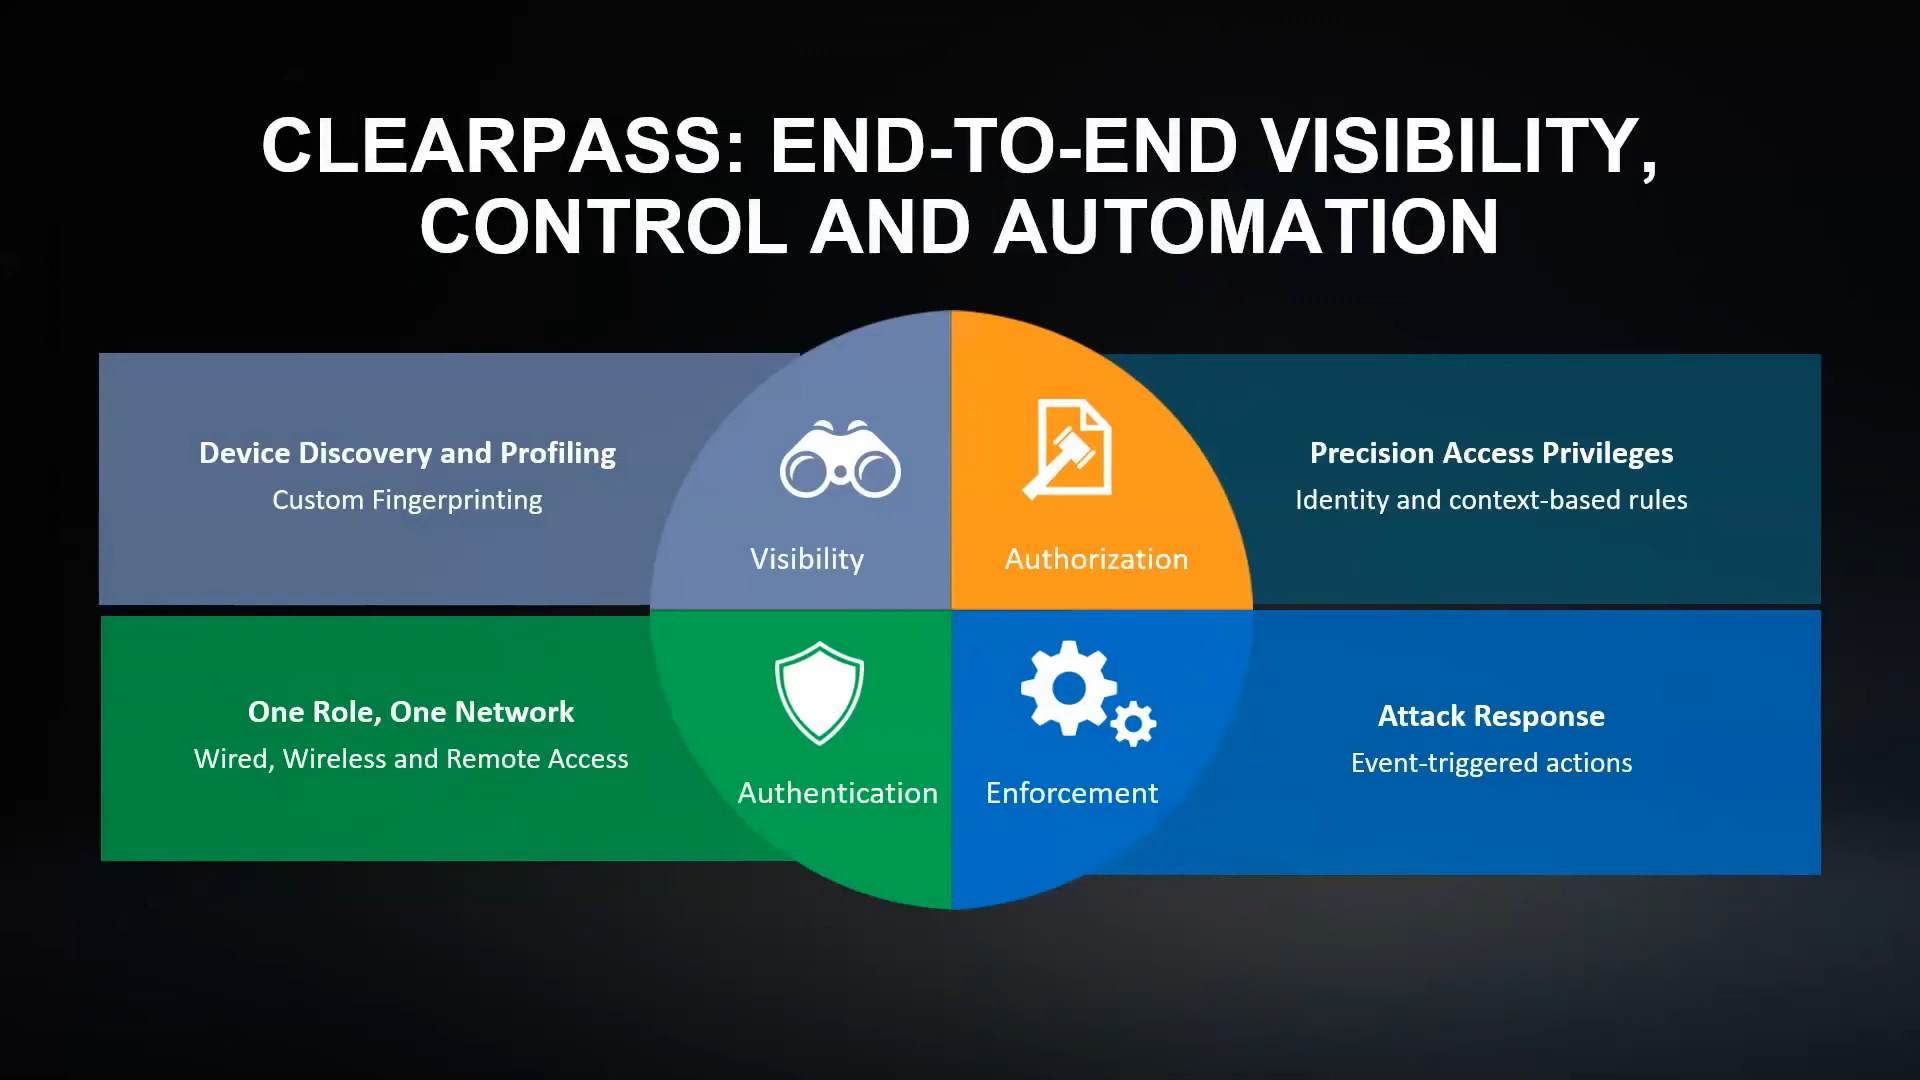 CLEARPASS: END-TO-END VISIBILITY,
CONTROL AND AUTOMATION
Device Discovery and Profiling
Custom Fingerprinting
Visibility
Authorization
Precision Access Privileges
Identity and context-based rules
One Role, One Network
Wired, Wireless and Remote Access
Authentication
Enforcement
Attack Response
Event-triggered actions